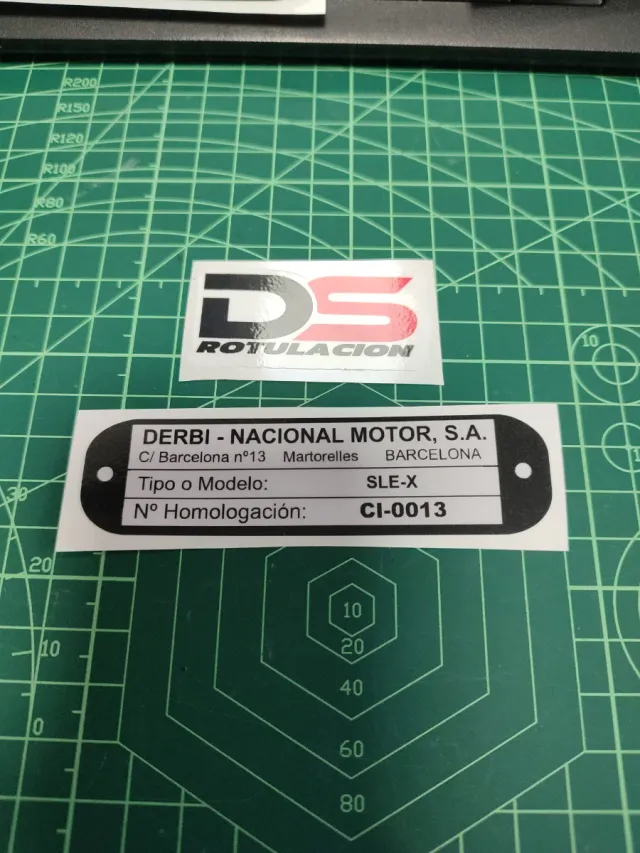 R200
R150
R120
R100
R80
R60
DS
ROTULACION
10
DERBI - NACIONAL MOTOR, S.A.
C/ Barcelona nº13 Martorelles BARCELONA
Tipo o Modelo: SLE-X
Nº Homologación: CI-0013
30
20
10
0
10
20
40
60
80